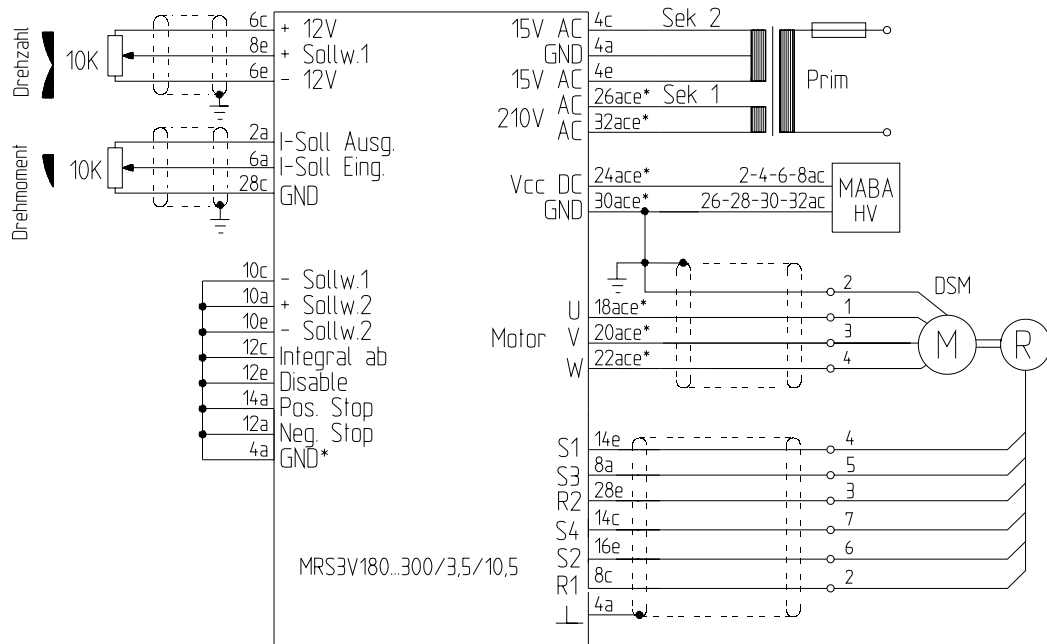 Drehzahl
10K
6c + 12V
8e + Sollw.1
6e - 12V
Drehmoment
10K
2a I-Soll Ausg.
6a I-Soll Eing.
28c GND
10c - Sollw.1
10a + Sollw.2
10e - Sollw.2
12c Integral ab
12e Disable
14a Pos. Stop
12a Neg. Stop
4a GND*
MRS3V180...300/3,5/10,5
15V AC 4c Sek 2
GND 4a
15V AC 4e
AC 26ace* Sek 1
210V
AC 32ace*
Prim
Vcc DC 24ace* 2-4-6-8ac
GND 30ace* 26-28-30-32ac
MABA
HV
2 DSM
Motor
U 18ace* 1
V 20ace* 3
W 22ace* 4
M
R
S1 14e 4
S3 8a 5
R2 28e 3
S4 14c 7
S2 16e 6
R1 8c 2
4a